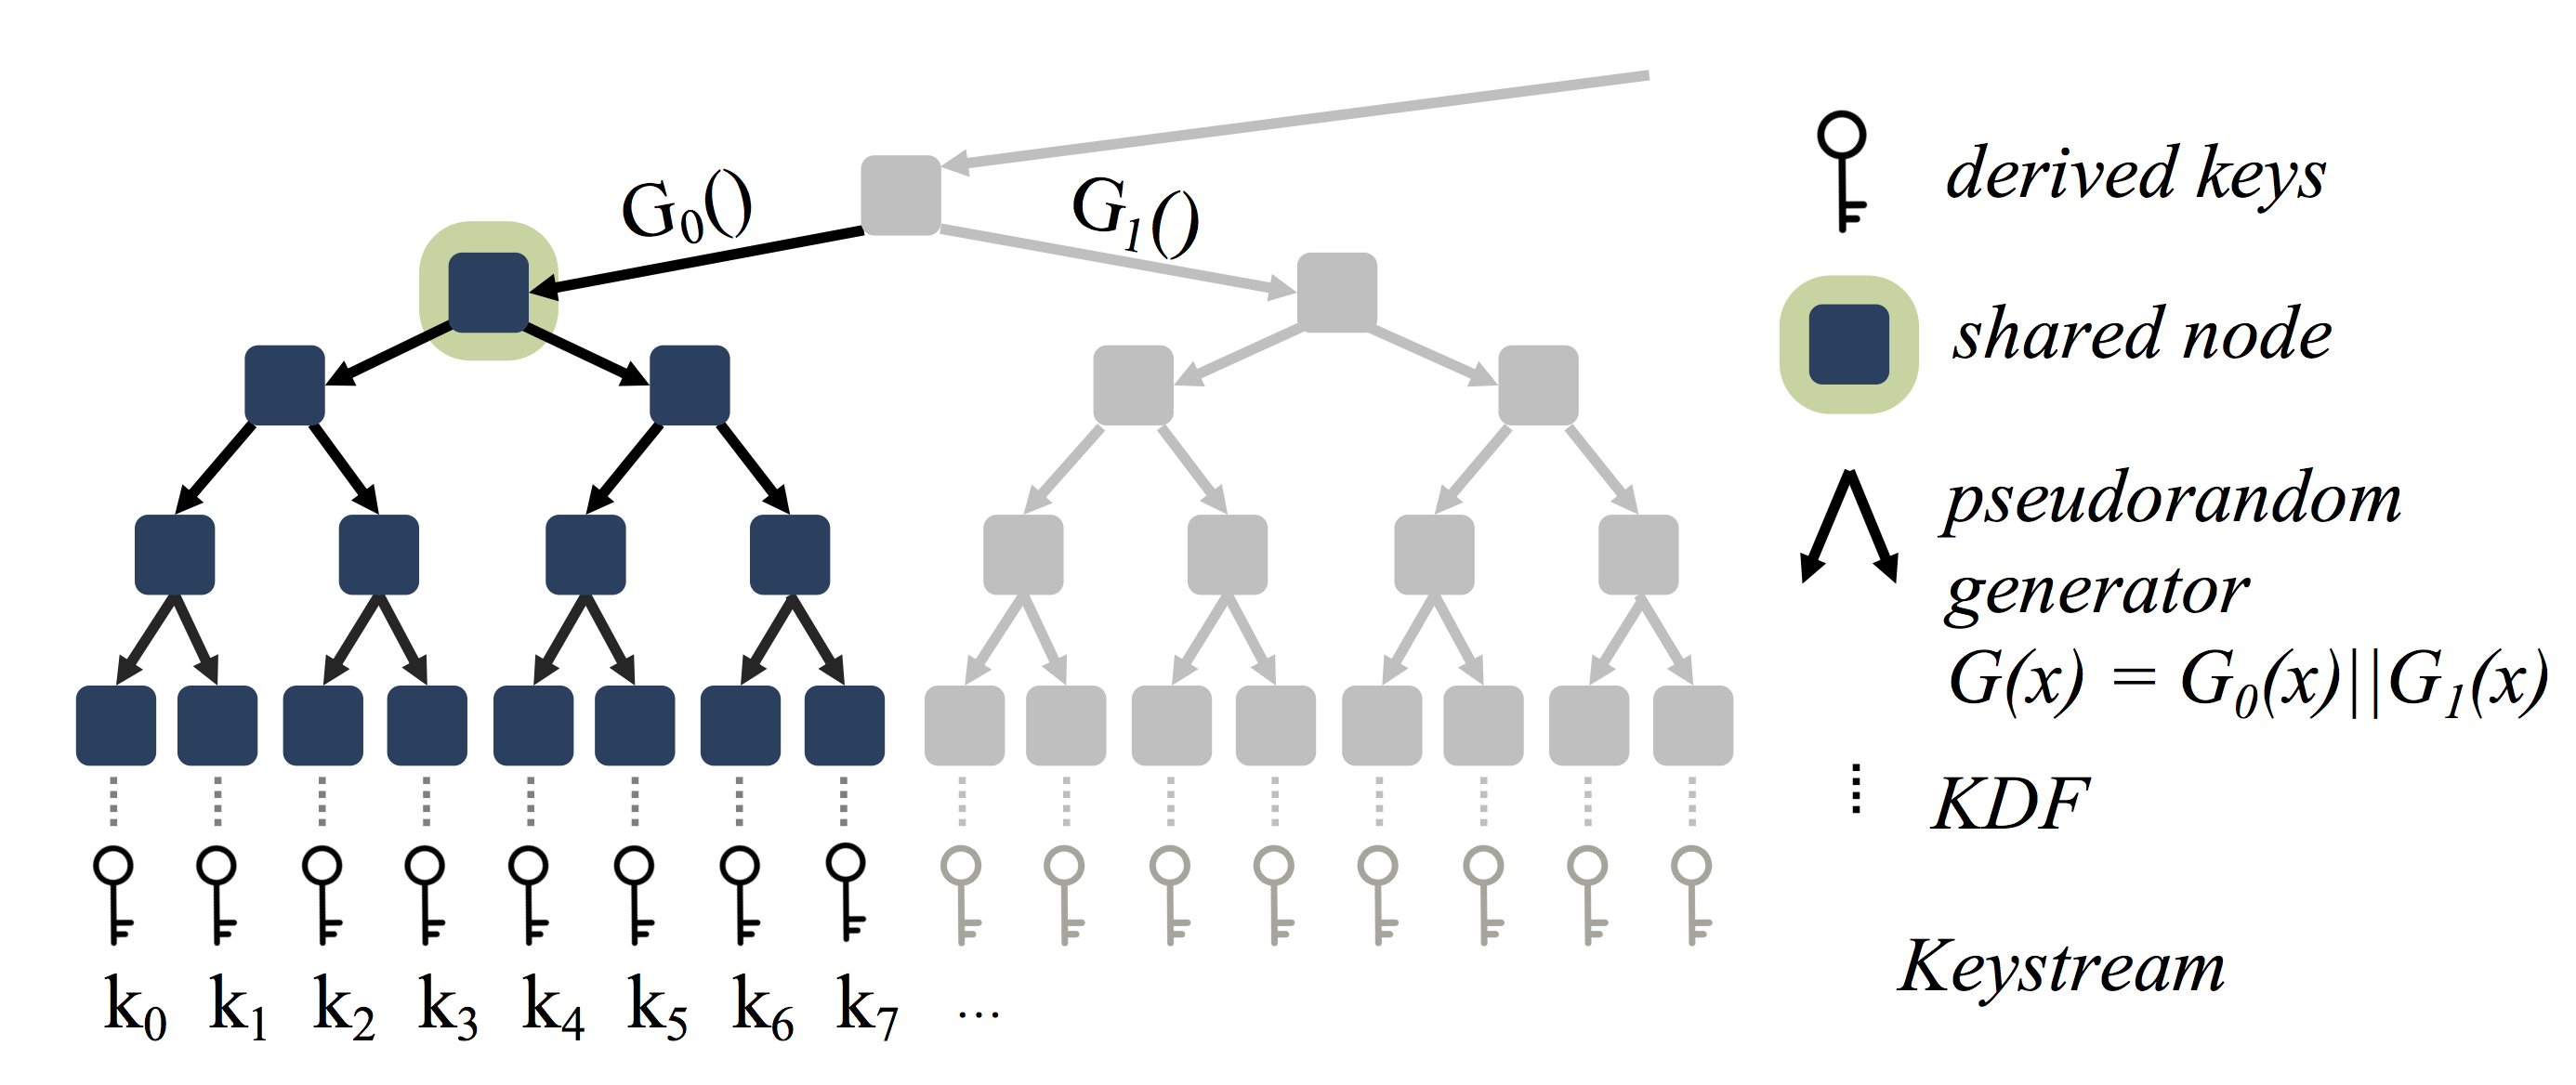 G₀()
G₁()
derived keys
shared node
pseudorandom
generator
G(x) = G₀(x)||G₁(x)
KDF
Keystream
k₀ k₁ k₂ k₃ k₄ k₅ k₆ k₇ ...